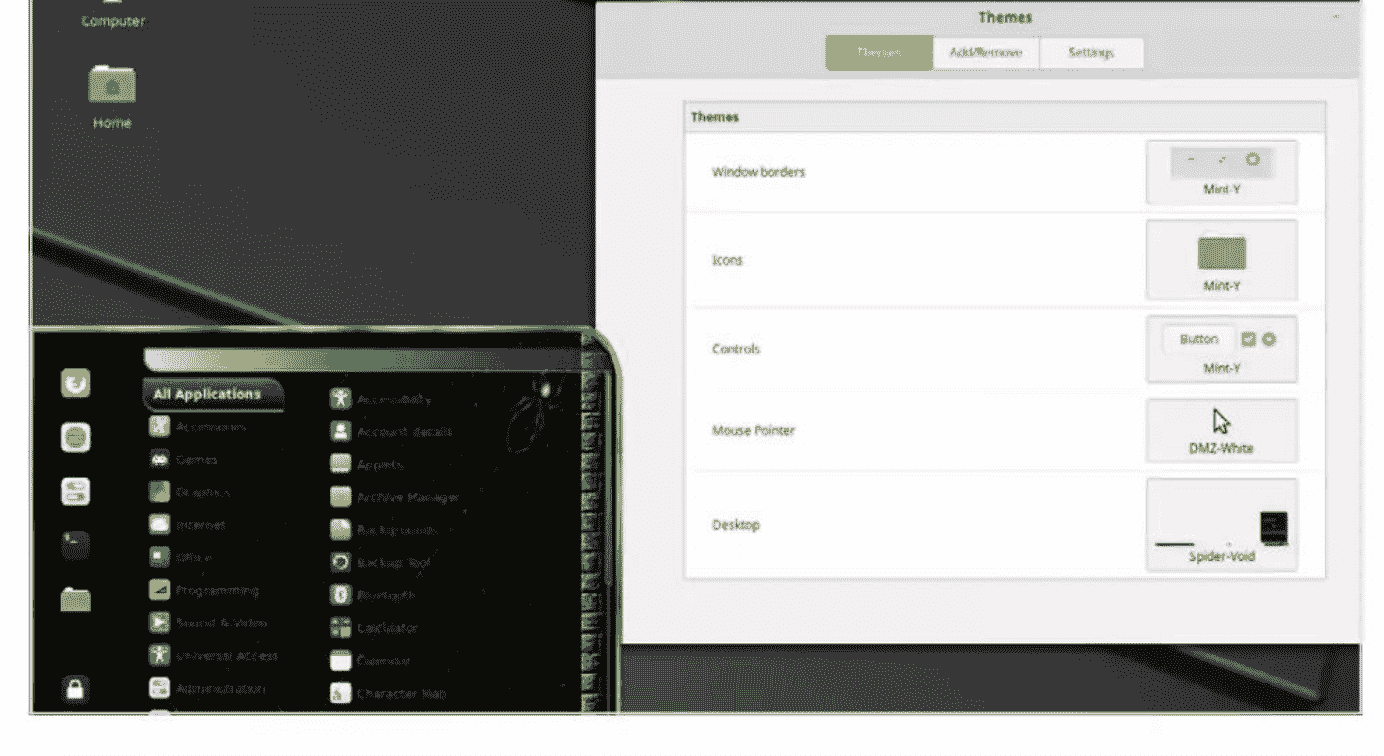 Computer
Home
Themes
Themes
Add/Remove
Settings
Themes
Window borders
Mint-Y
Icons
Mint-Y
Controls
Button
Mint-Y
Mouse Pointer
DMZ-White
Desktop
Spider-Void
All Applications
Accessories
Games
Graphics
Internet
Office
Programming
Sound & Video
Universal Access
Administration
Accessibility
Account details
Applets
Archive Manager
Backgrounds
Backup Tool
Bluetooth
Calculator
Calendar
Character Map